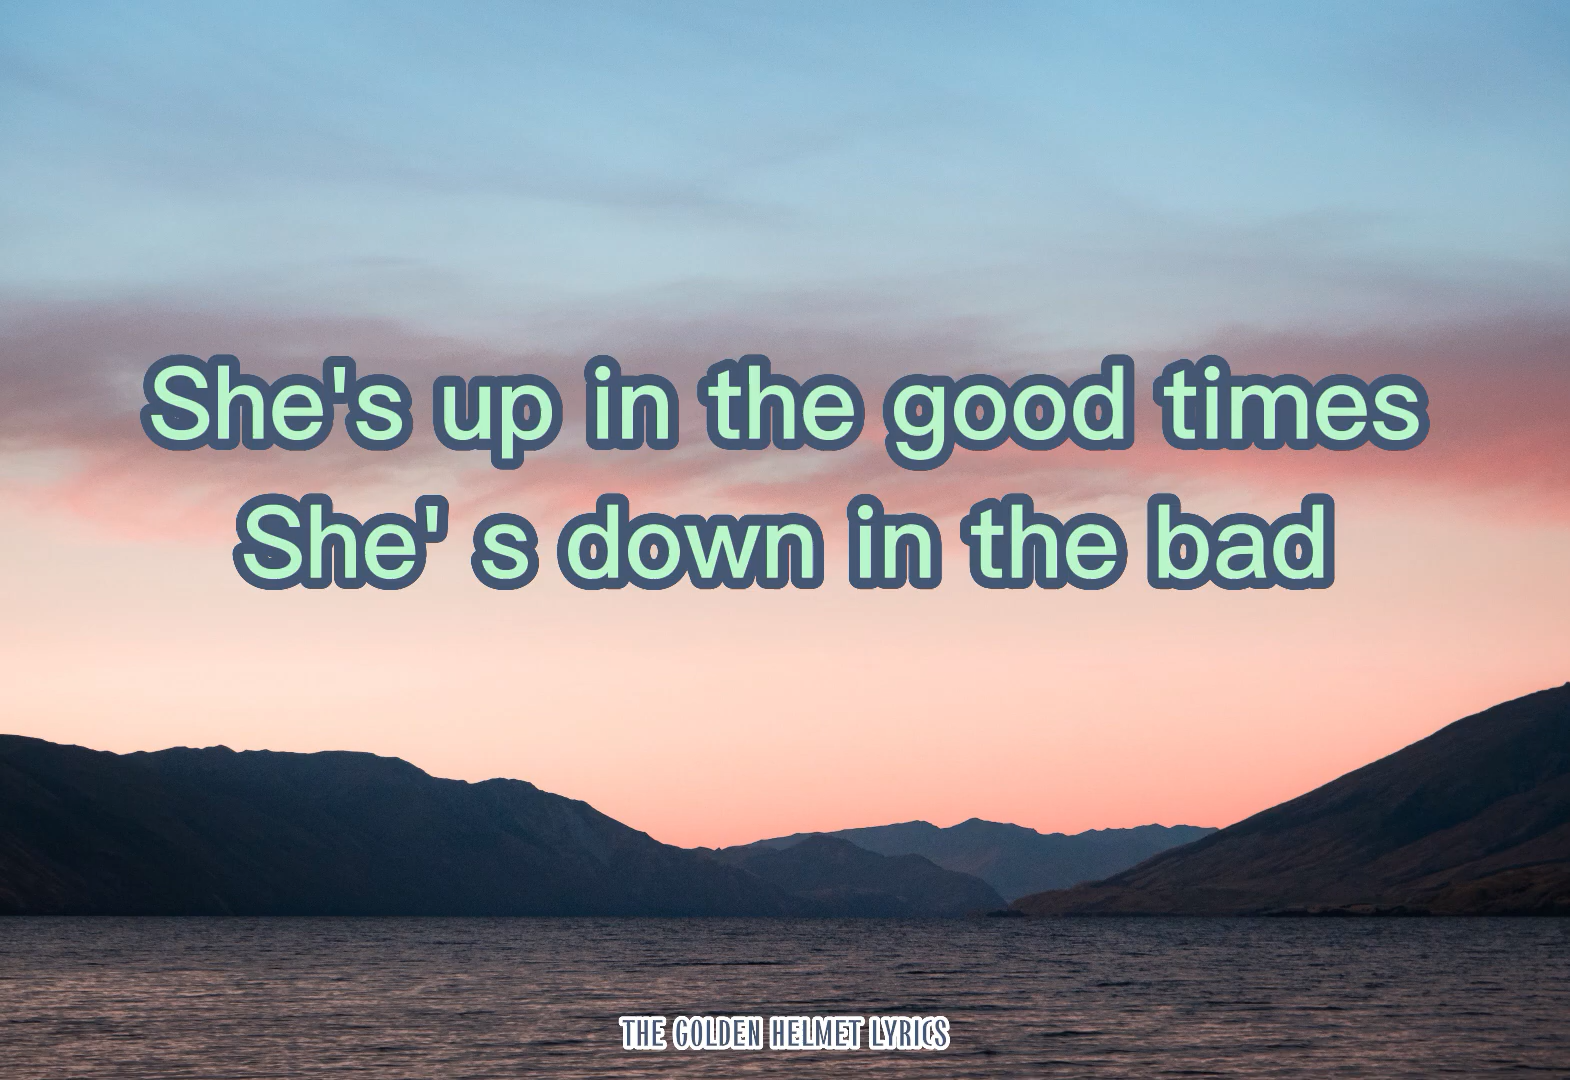 She's up in the good times
She' s down in the bad
THE GOLDEN HELMET LYRICS